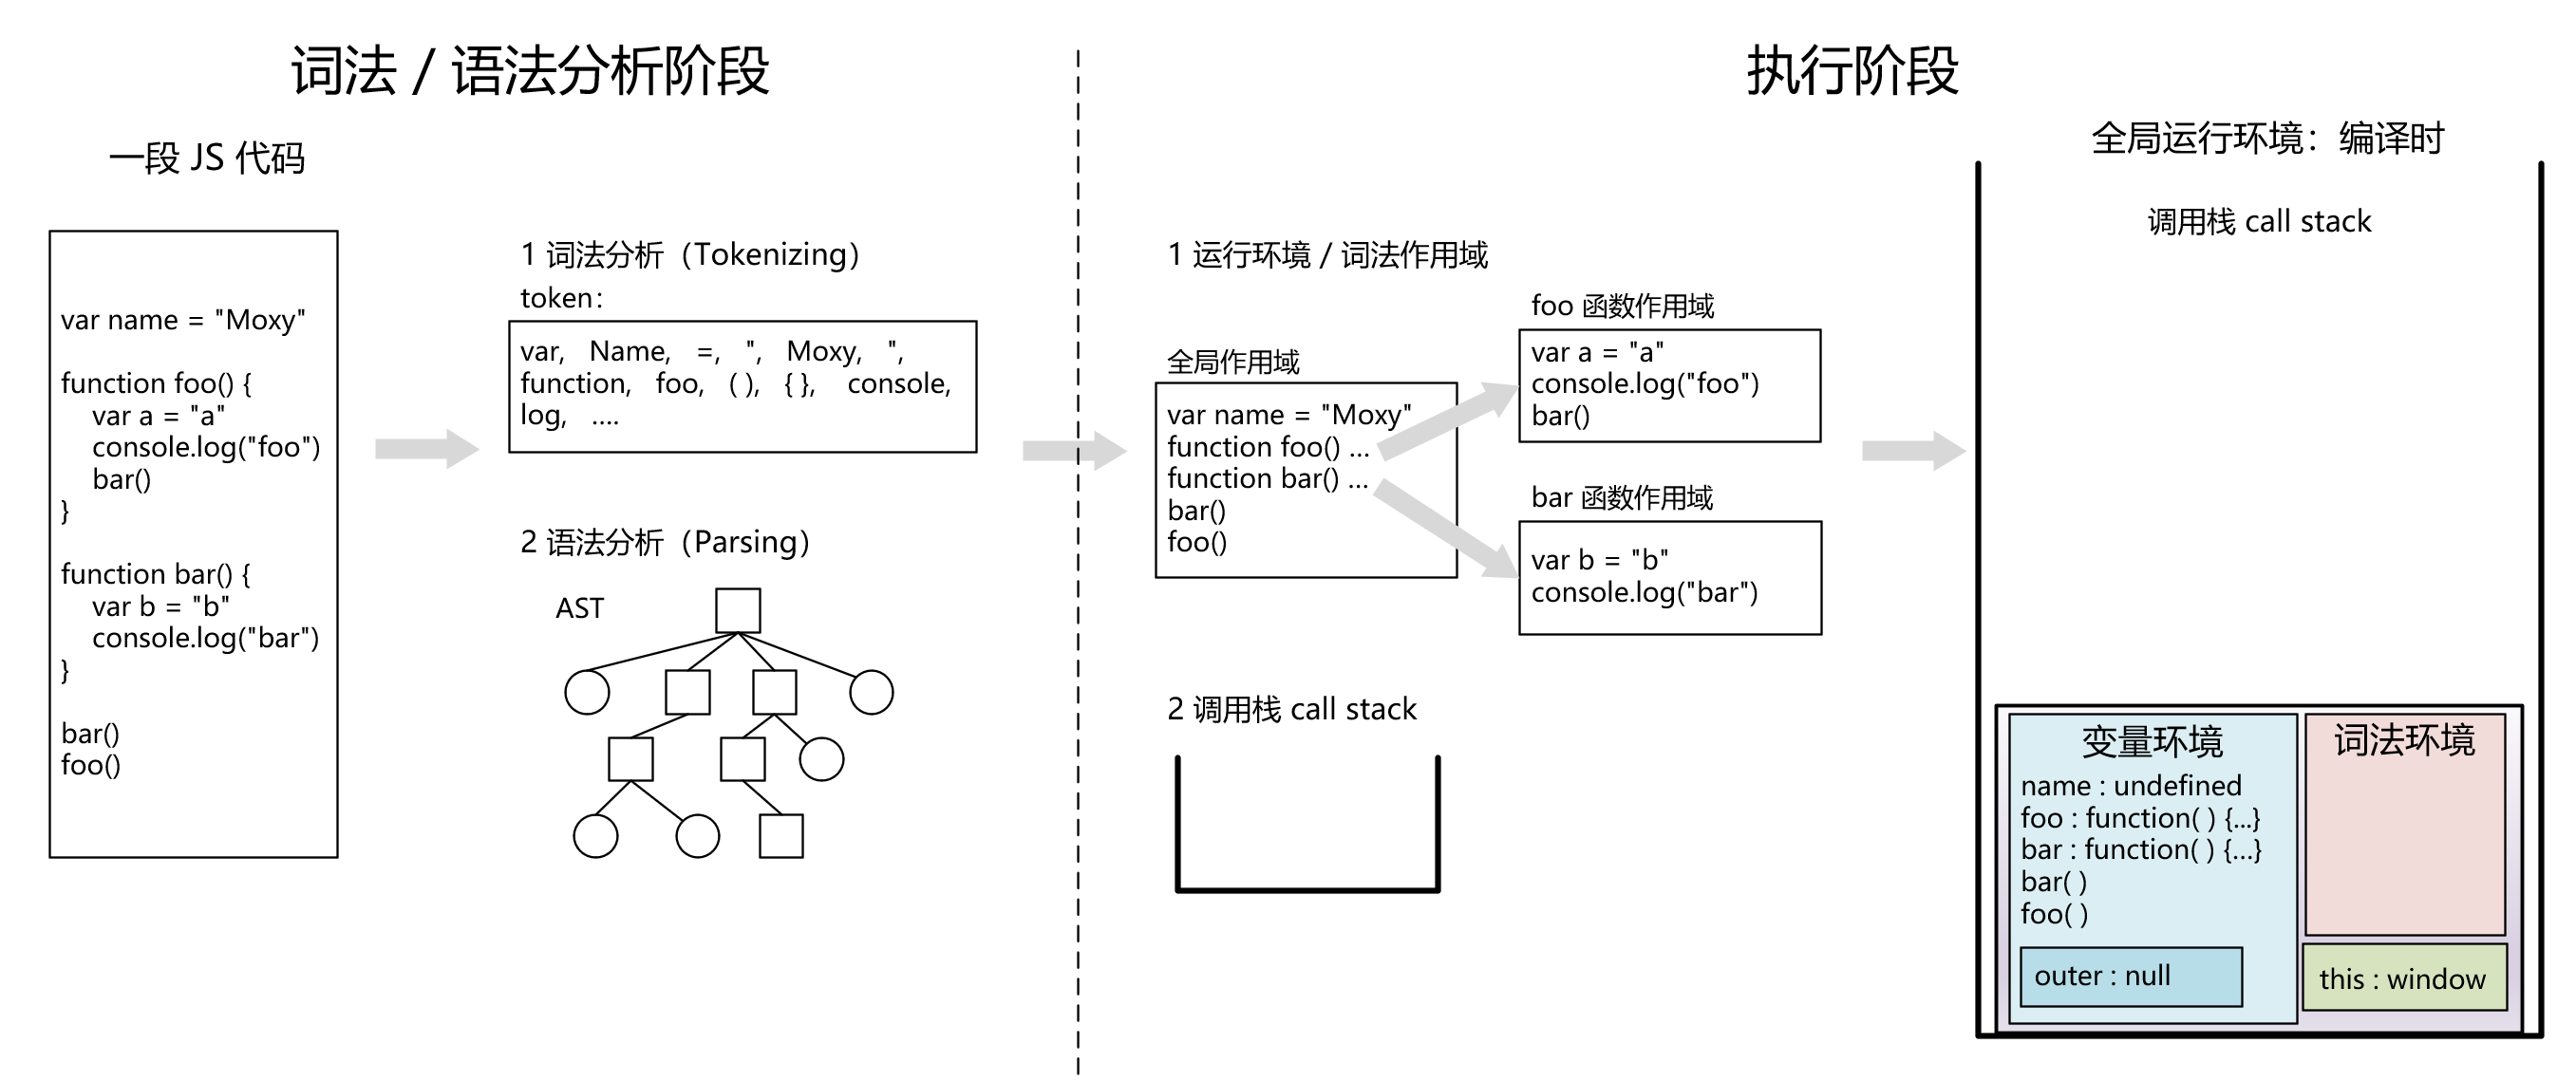 词法 / 语法分析阶段
一段 JS 代码
var name = "Moxy"
function foo() {
var a = "a"
console.log("foo")
bar()
}
function bar() {
var b = "b"
console.log("bar")
}
bar()
foo()
1 词法分析（Tokenizing）
token：
var, Name, =, ", Moxy, ",
function, foo, ( ), { }, console,
log, ....
2 语法分析（Parsing）
AST
执行阶段
1 运行环境 / 词法作用域
全局作用域
var name = "Moxy"
function foo() ...
function bar() ...
bar()
foo()
foo 函数作用域
var a = "a"
console.log("foo")
bar()
bar 函数作用域
var b = "b"
console.log("bar")
2 调用栈 call stack
全局运行环境：编译时
调用栈 call stack
变量环境
name : undefined
foo : function( ) {...}
bar : function( ) {...}
bar( )
foo( )
outer : null
词法环境
this : window